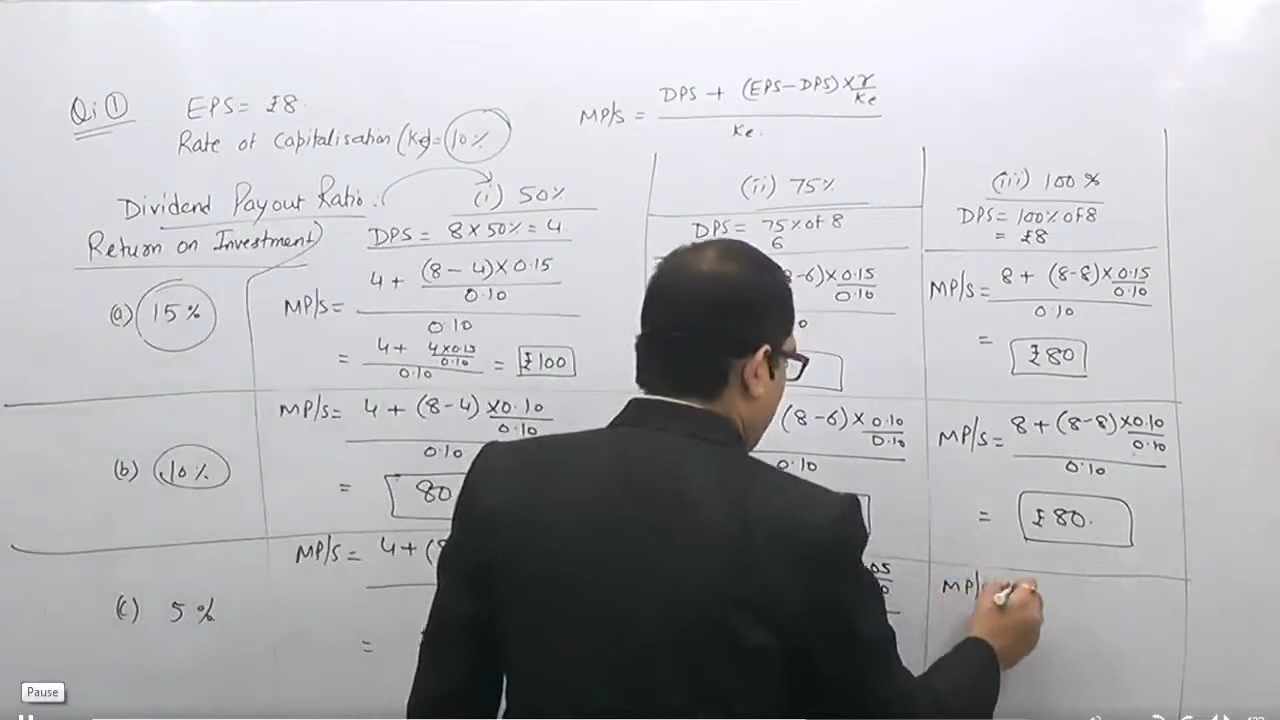 Qi ①
EPS = ₹8.
Rate of Capitalisation (Ke) = 10%
MP/S =
DPS + (EPS-DPS) × r
Ke
Ke.
Dividend Payout Ratio :
(i) 50%
(ii) 75%
(iii) 100%
Return on Investment)
DPS = 8 × 50% = 4
DPS = 75% of 8
6
DPS = 100% of 8
= ₹8
(a) 15%
MP/S =
4 + (8 - 4) × 0.15
0.10
0.10
= 4 + 4×0.15
0.10
0.10
= ₹100
-6) × 0.15
0.10
MP/S =
8 + (8-8) × 0.15
0.10
0.10
= ₹80
(b) 10%
MP/S =
4 + (8-4) × 0.10
0.10
0.10
= 80
(8-6) × 0.10
0.10
0.10
MP/S =
8 + (8-8) × 0.10
0.10
0.10
= ₹80.
(c) 5%
MP/S = 4 + (8
=
05
MP/
Pause